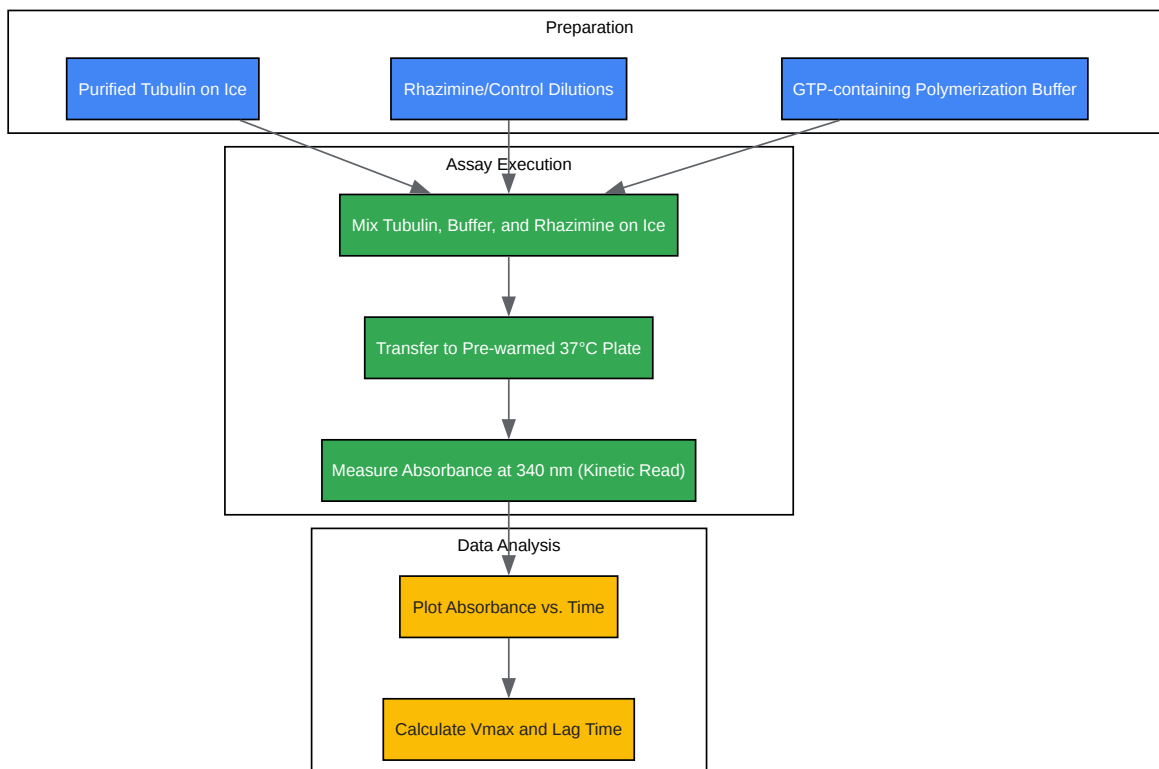 Preparation
Purified Tubulin on Ice
Rhazimine/Control Dilutions
GTP-containing Polymerization Buffer
Assay Execution
Mix Tubulin, Buffer, and Rhazimine on Ice
Transfer to Pre-warmed 37°C Plate
Measure Absorbance at 340 nm (Kinetic Read)
Data Analysis
Plot Absorbance vs. Time
Calculate Vmax and Lag Time